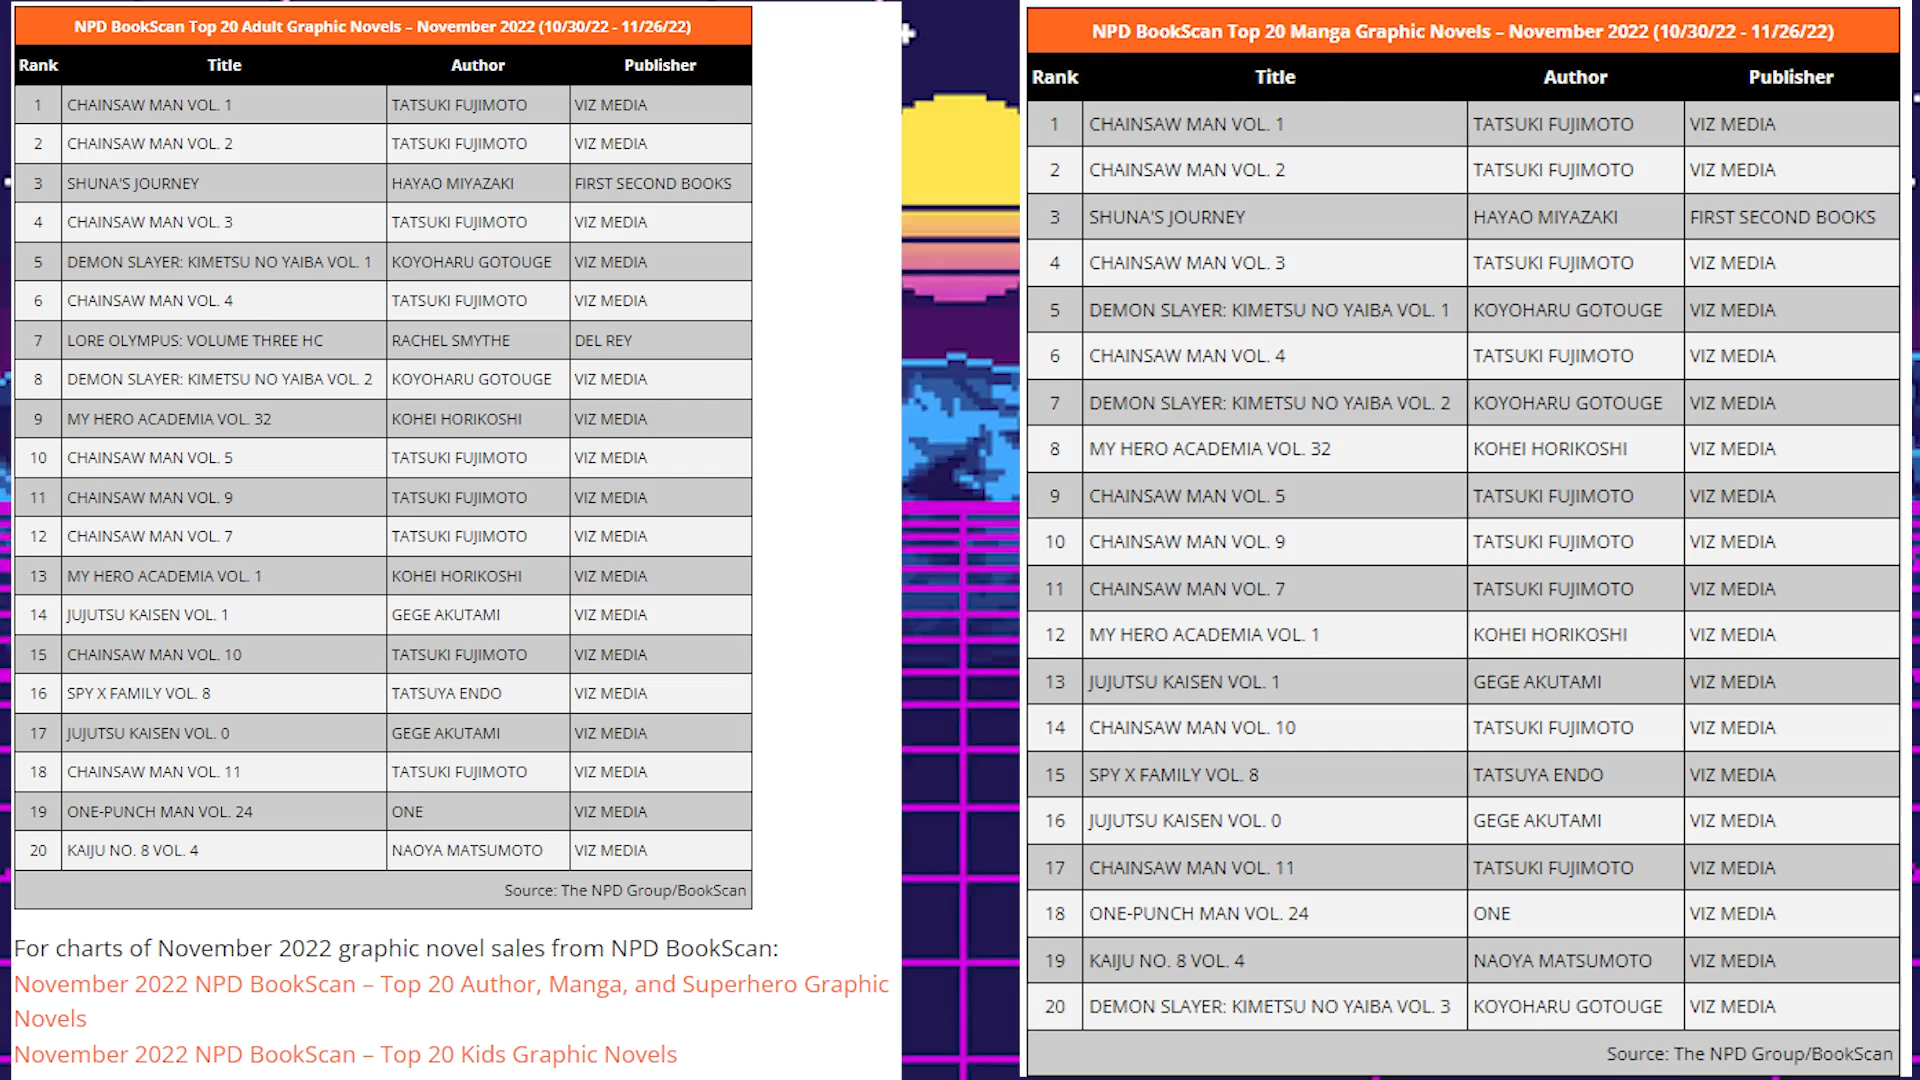 NPD BookScan Top 20 Adult Graphic Novels – November 2022 (10/30/22 - 11/26/22)
Rank Title Author Publisher
1 CHAINSAW MAN VOL. 1 TATSUKI FUJIMOTO VIZ MEDIA
2 CHAINSAW MAN VOL. 2 TATSUKI FUJIMOTO VIZ MEDIA
3 SHUNA'S JOURNEY HAYAO MIYAZAKI FIRST SECOND BOOKS
4 CHAINSAW MAN VOL. 3 TATSUKI FUJIMOTO VIZ MEDIA
5 DEMON SLAYER: KIMETSU NO YAIBA VOL. 1 KOYOHARU GOTOUGE VIZ MEDIA
6 CHAINSAW MAN VOL. 4 TATSUKI FUJIMOTO VIZ MEDIA
7 LORE OLYMPUS: VOLUME THREE HC RACHEL SMYTHE DEL REY
8 DEMON SLAYER: KIMETSU NO YAIBA VOL. 2 KOYOHARU GOTOUGE VIZ MEDIA
9 MY HERO ACADEMIA VOL. 32 KOHEI HORIKOSHI VIZ MEDIA
10 CHAINSAW MAN VOL. 5 TATSUKI FUJIMOTO VIZ MEDIA
11 CHAINSAW MAN VOL. 9 TATSUKI FUJIMOTO VIZ MEDIA
12 CHAINSAW MAN VOL. 7 TATSUKI FUJIMOTO VIZ MEDIA
13 MY HERO ACADEMIA VOL. 1 KOHEI HORIKOSHI VIZ MEDIA
14 JUJUTSU KAISEN VOL. 1 GEGE AKUTAMI VIZ MEDIA
15 CHAINSAW MAN VOL. 10 TATSUKI FUJIMOTO VIZ MEDIA
16 SPY X FAMILY VOL. 8 TATSUYA ENDO VIZ MEDIA
17 JUJUTSU KAISEN VOL. 0 GEGE AKUTAMI VIZ MEDIA
18 CHAINSAW MAN VOL. 11 TATSUKI FUJIMOTO VIZ MEDIA
19 ONE-PUNCH MAN VOL. 24 ONE VIZ MEDIA
20 KAIJU NO. 8 VOL. 4 NAOYA MATSUMOTO VIZ MEDIA
Source: The NPD Group/BookScan
For charts of November 2022 graphic novel sales from NPD BookScan:
November 2022 NPD BookScan – Top 20 Author, Manga, and Superhero Graphic
Novels
November 2022 NPD BookScan – Top 20 Kids Graphic Novels
NPD BookScan Top 20 Manga Graphic Novels – November 2022 (10/30/22 - 11/26/22)
Rank Title Author Publisher
1 CHAINSAW MAN VOL. 1 TATSUKI FUJIMOTO VIZ MEDIA
2 CHAINSAW MAN VOL. 2 TATSUKI FUJIMOTO VIZ MEDIA
3 SHUNA'S JOURNEY HAYAO MIYAZAKI FIRST SECOND BOOKS
4 CHAINSAW MAN VOL. 3 TATSUKI FUJIMOTO VIZ MEDIA
5 DEMON SLAYER: KIMETSU NO YAIBA VOL. 1 KOYOHARU GOTOUGE VIZ MEDIA
6 CHAINSAW MAN VOL. 4 TATSUKI FUJIMOTO VIZ MEDIA
7 DEMON SLAYER: KIMETSU NO YAIBA VOL. 2 KOYOHARU GOTOUGE VIZ MEDIA
8 MY HERO ACADEMIA VOL. 32 KOHEI HORIKOSHI VIZ MEDIA
9 CHAINSAW MAN VOL. 5 TATSUKI FUJIMOTO VIZ MEDIA
10 CHAINSAW MAN VOL. 9 TATSUKI FUJIMOTO VIZ MEDIA
11 CHAINSAW MAN VOL. 7 TATSUKI FUJIMOTO VIZ MEDIA
12 MY HERO ACADEMIA VOL. 1 KOHEI HORIKOSHI VIZ MEDIA
13 JUJUTSU KAISEN VOL. 1 GEGE AKUTAMI VIZ MEDIA
14 CHAINSAW MAN VOL. 10 TATSUKI FUJIMOTO VIZ MEDIA
15 SPY X FAMILY VOL. 8 TATSUYA ENDO VIZ MEDIA
16 JUJUTSU KAISEN VOL. 0 GEGE AKUTAMI VIZ MEDIA
17 CHAINSAW MAN VOL. 11 TATSUKI FUJIMOTO VIZ MEDIA
18 ONE-PUNCH MAN VOL. 24 ONE VIZ MEDIA
19 KAIJU NO. 8 VOL. 4 NAOYA MATSUMOTO VIZ MEDIA
20 DEMON SLAYER: KIMETSU NO YAIBA VOL. 3 KOYOHARU GOTOUGE VIZ MEDIA
Source: The NPD Group/BookScan